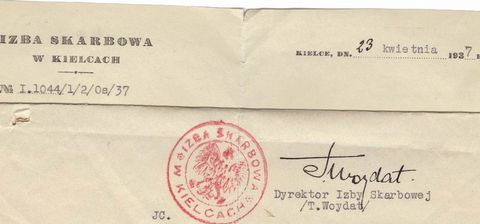 IZBA SKARBOWA
W KIELCACH
KIELCE, DN. 23 kwietnia 1937 r
№ I.1044/1/2/Os/37
IZBA SKARBOWA
W KIELCACH
T. Woydat.
Dyrektor Izby Skarbowej
/T.Woydat/
JC.